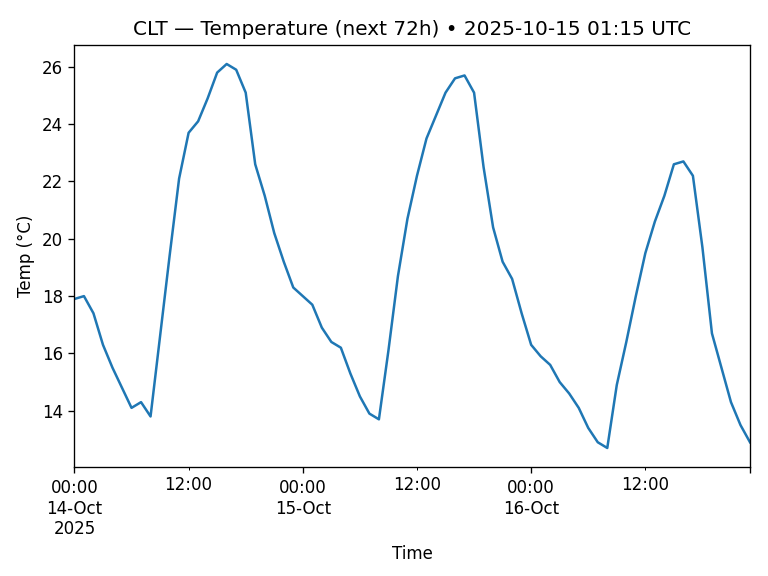 CLT — Temperature (next 72h) • 2025-10-15 01:15 UTC
26
24
22
20
18
16
14
Temp (°C)
00:00 12:00 00:00 12:00 00:00 12:00
14-Oct 15-Oct 16-Oct
2025
Time